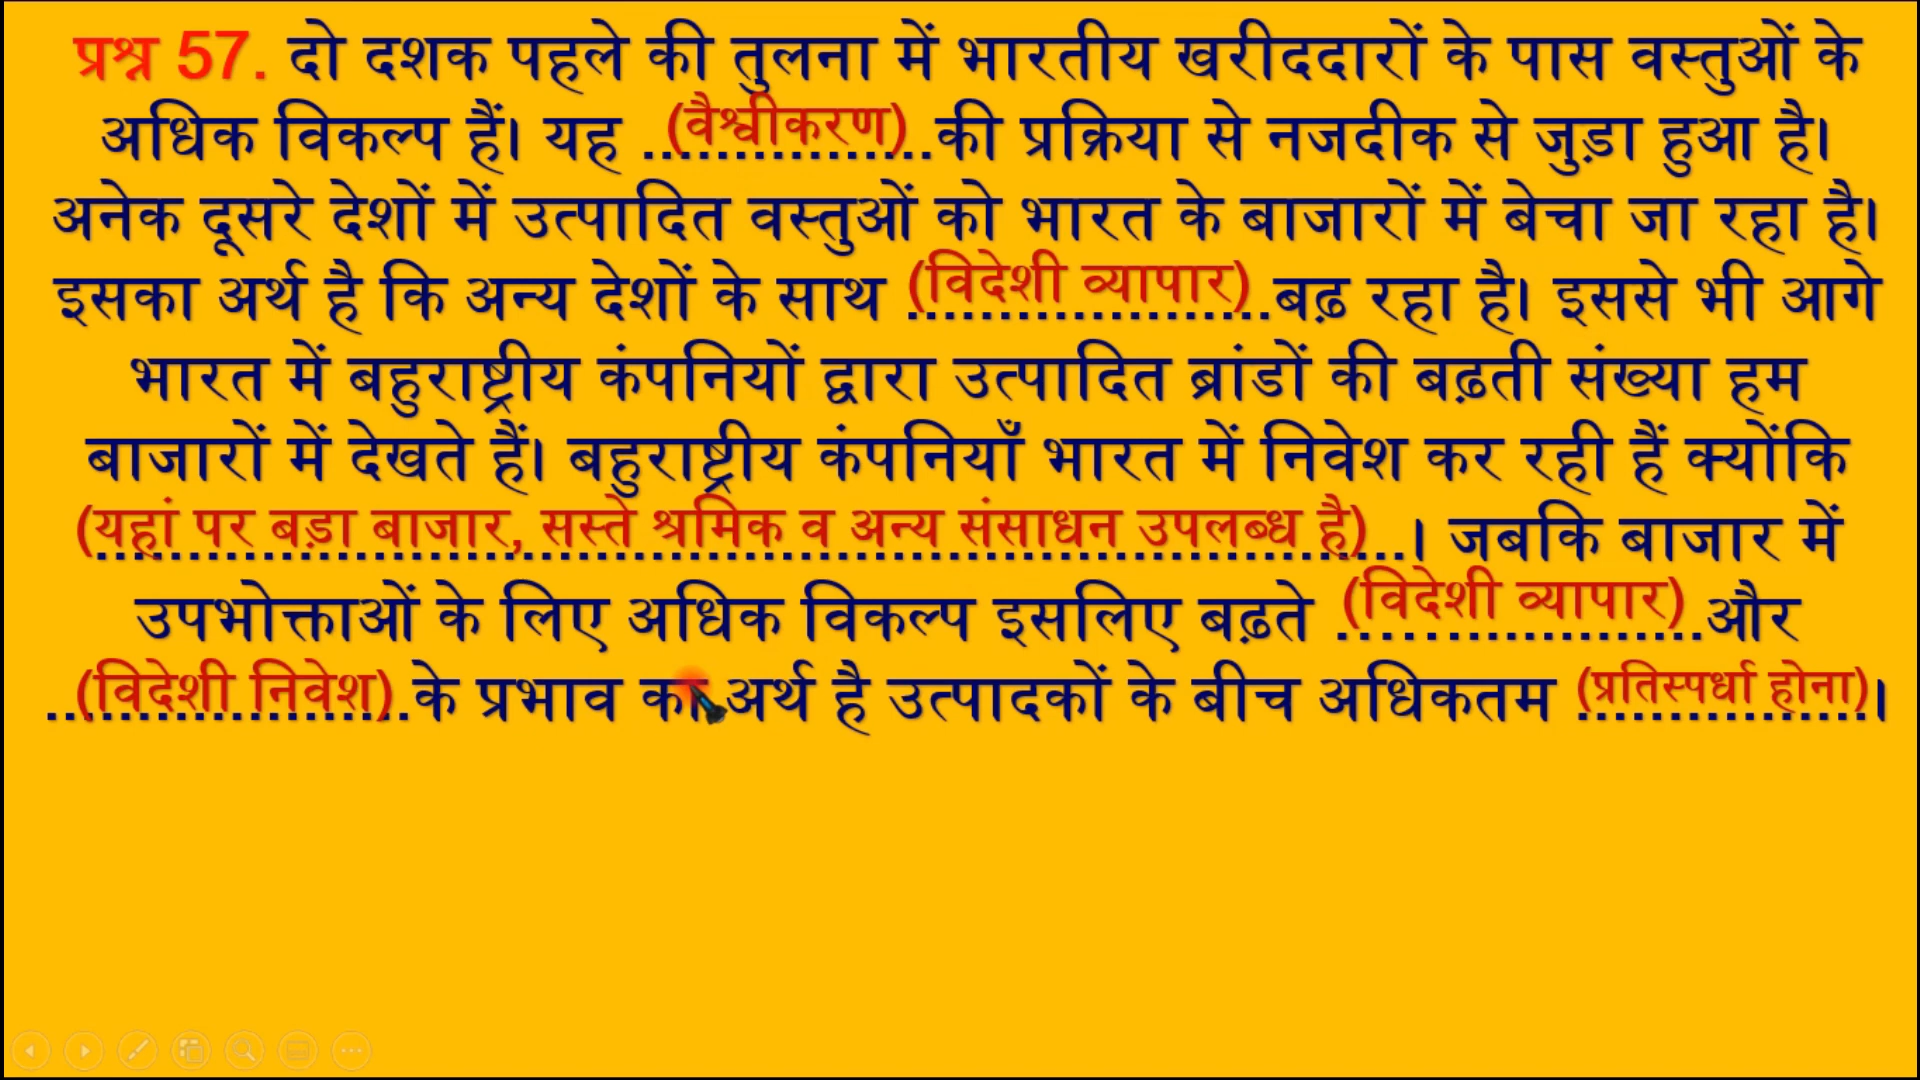 प्रश्न 57. दो दशक पहले की तुलना में भारतीय खरीददारों के पास वस्तुओं के
अधिक विकल्प हैं। यह ................(वैश्वीकरण) की प्रक्रिया से नजदीक से जुड़ा हुआ है।
अनेक दूसरे देशों में उत्पादित वस्तुओं को भारत के बाजारों में बेचा जा रहा है।
इसका अर्थ है कि अन्य देशों के साथ ....................(विदेशी व्यापार) बढ़ रहा है। इससे भी आगे
भारत में बहुराष्ट्रीय कंपनियों द्वारा उत्पादित ब्रांडों की बढ़ती संख्या हम
बाजारों में देखते हैं। बहुराष्ट्रीय कंपनियाँ भारत में निवेश कर रही हैं क्योंकि
(यहां पर बड़ा बाजार, सस्ते श्रमिक व अन्य संसाधन उपलब्ध है)....................। जबकि बाजार में
उपभोक्ताओं के लिए अधिक विकल्प इसलिए बढ़ते ....................(विदेशी व्यापार) और
....................(विदेशी निवेश) के प्रभाव का अर्थ है उत्पादकों के बीच अधिकतम ................(प्रतिस्पर्धा होना)।